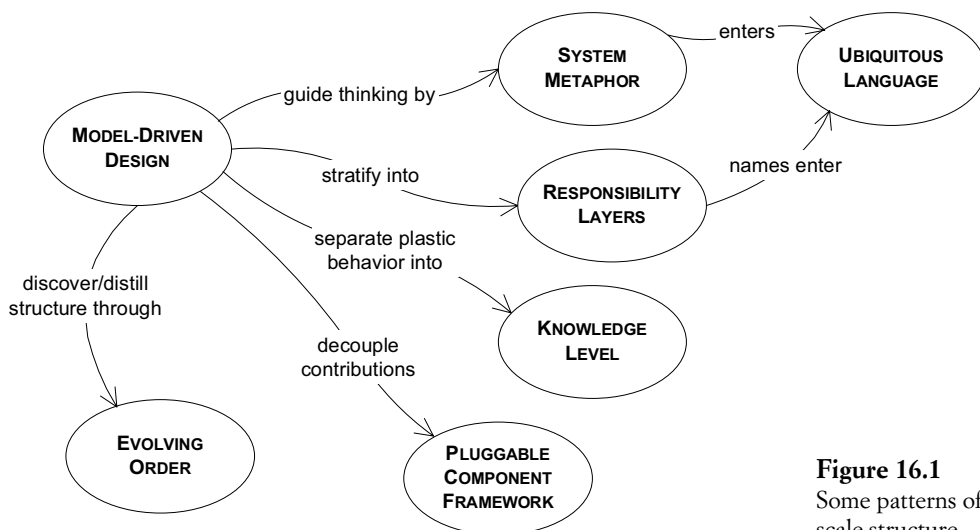 SYSTEM
METAPHOR
enters
UBIQUITOUS
LANGUAGE
guide thinking by
MODEL-DRIVEN
DESIGN
stratify into
RESPONSIBILITY
LAYERS
names enter
separate plastic
behavior into
discover/distill
structure through
KNOWLEDGE
LEVEL
decouple
contributions
EVOLVING
ORDER
PLUGGABLE
COMPONENT
FRAMEWORK
Figure 16.1
Some patterns of
scale structure